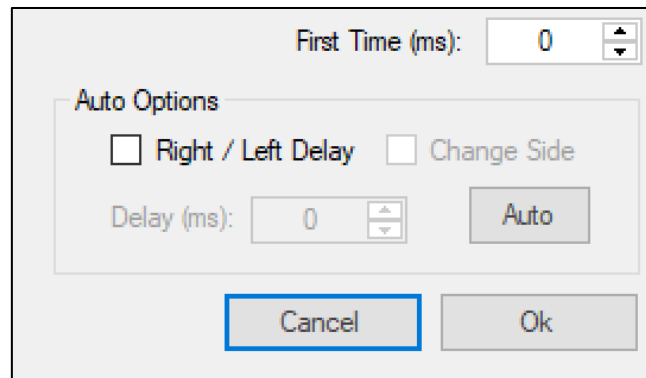 First Time (ms): 0
Auto Options
Right / Left Delay Change Side
Delay (ms): 0 Auto
Cancel Ok